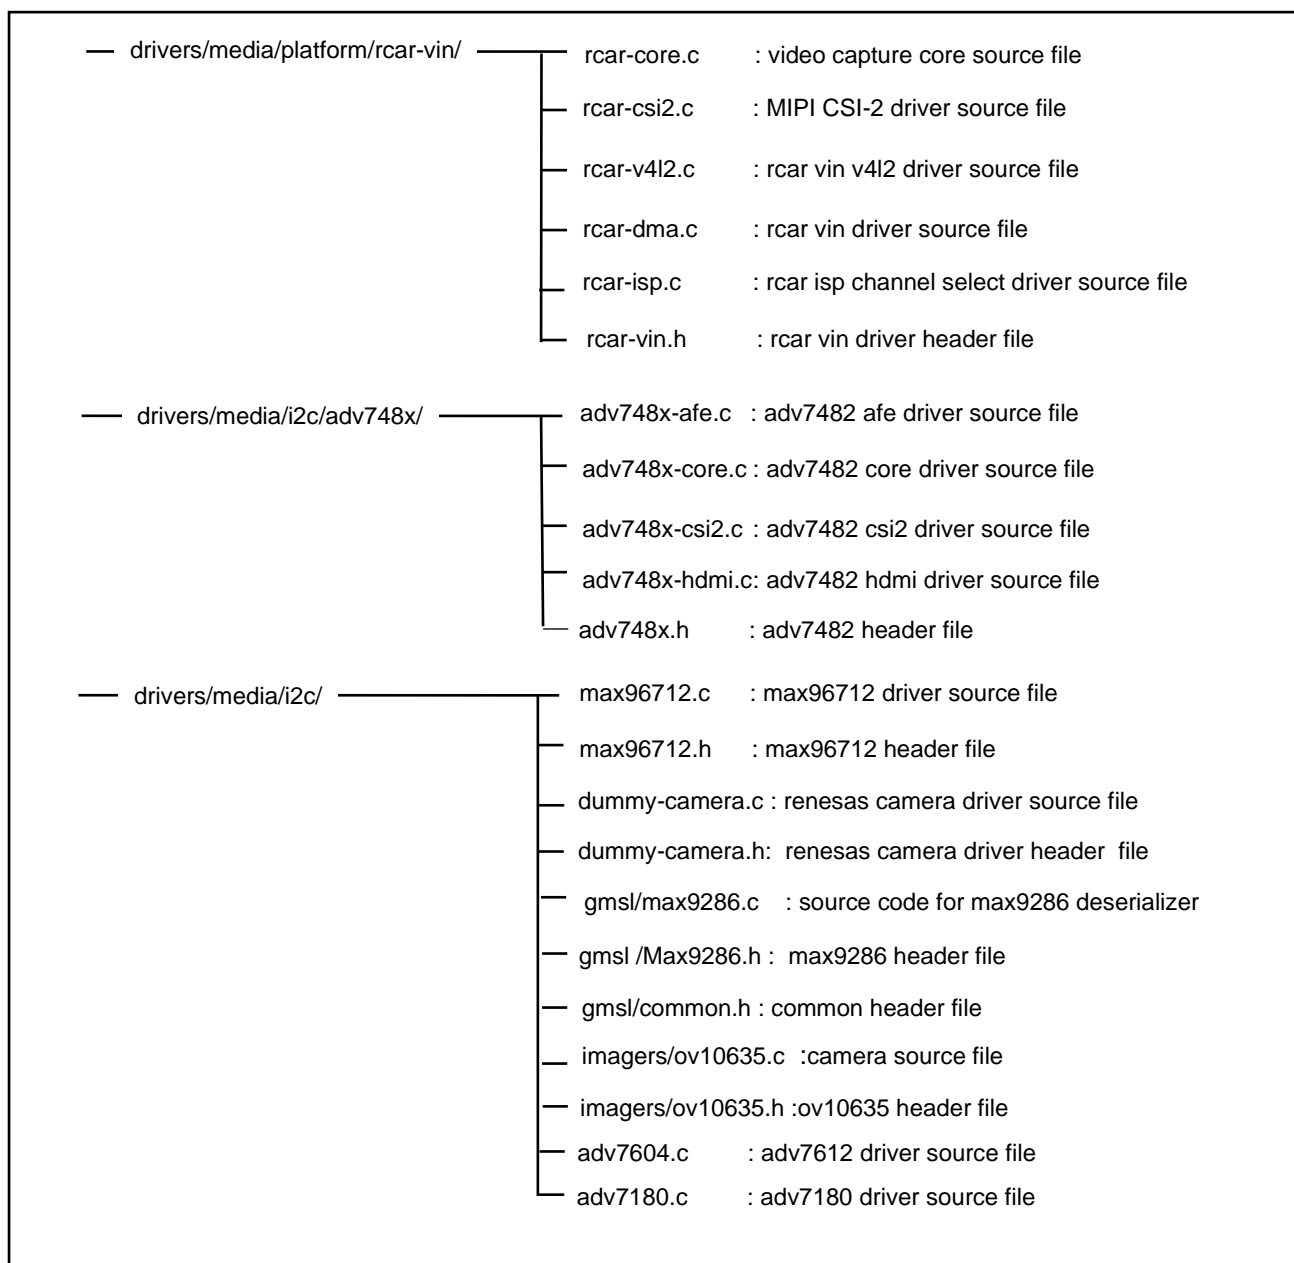 drivers/media/platform/rcar-vin/ rcar-core.c : video capture core source file
rcar-csi2.c : MIPI CSI-2 driver source file
rcar-v4l2.c : rcar vin v4l2 driver source file
rcar-dma.c : rcar vin driver source file
rcar-isp.c : rcar isp channel select driver source file
rcar-vin.h : rcar vin driver header file
drivers/media/i2c/adv748x/ adv748x-afe.c : adv7482 afe driver source file
adv748x-core.c : adv7482 core driver source file
adv748x-csi2.c : adv7482 csi2 driver source file
adv748x-hdmi.c: adv7482 hdmi driver source file
adv748x.h : adv7482 header file
drivers/media/i2c/ max96712.c : max96712 driver source file
max96712.h : max96712 header file
dummy-camera.c : renesas camera driver source file
dummy-camera.h: renesas camera driver header file
gmsl/max9286.c : source code for max9286 deserializer
gmsl /Max9286.h : max9286 header file
gmsl/common.h : common header file
imagers/ov10635.c :camera source file
imagers/ov10635.h :ov10635 header file
adv7604.c : adv7612 driver source file
adv7180.c : adv7180 driver source file